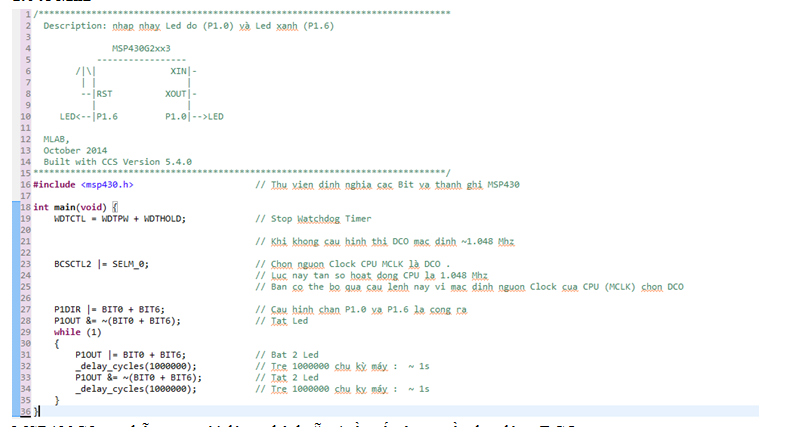 1 /******************************************************************************
2 Description: nhap nhay Led do (P1.0) và Led xanh (P1.6)
3
4 MSP430G2xx3
5 -----------------
6 /|\| XIN|-
7 | | |
8 --|RST XOUT|-
9 | |
10 LED<--|P1.6 P1.0|-->LED
11
12 MLAB,
13 October 2014
14 Built with CCS Version 5.4.0
15 ******************************************************************************/
16 #include <msp430.h> // Thu vien dinh nghia cac Bit va thanh ghi MSP430
17
18 int main(void) {
19 WDTCTL = WDTPW + WDTHOLD; // Stop Watchdog Timer
20
21 // Khi khong cau hinh thi DCO mac dinh ~1.048 Mhz
22
23 BCSCTL2 |= SELM_0; // Chon nguon Clock CPU MCLK là DCO .
24 // Luc nay tan so hoat dong CPU la 1.048 Mhz
25 // Ban co the bo qua cau lenh nay vi mac dinh nguon Clock cua CPU (MCLK) chon DCO
26
27 P1DIR |= BIT0 + BIT6; // Cau hinh chan P1.0 va P1.6 la cong ra
28 P1OUT &= ~(BIT0 + BIT6); // Tat Led
29 while (1)
30 {
31 P1OUT |= BIT0 + BIT6; // Bat 2 Led
32 _delay_cycles(1000000); // Tre 1000000 chu kỳ máy : ~ 1s
33 P1OUT &= ~(BIT0 + BIT6); // Tat 2 Led
34 _delay_cycles(1000000); // Tre 1000000 chu ky máy : ~ 1s
35 }
36 }